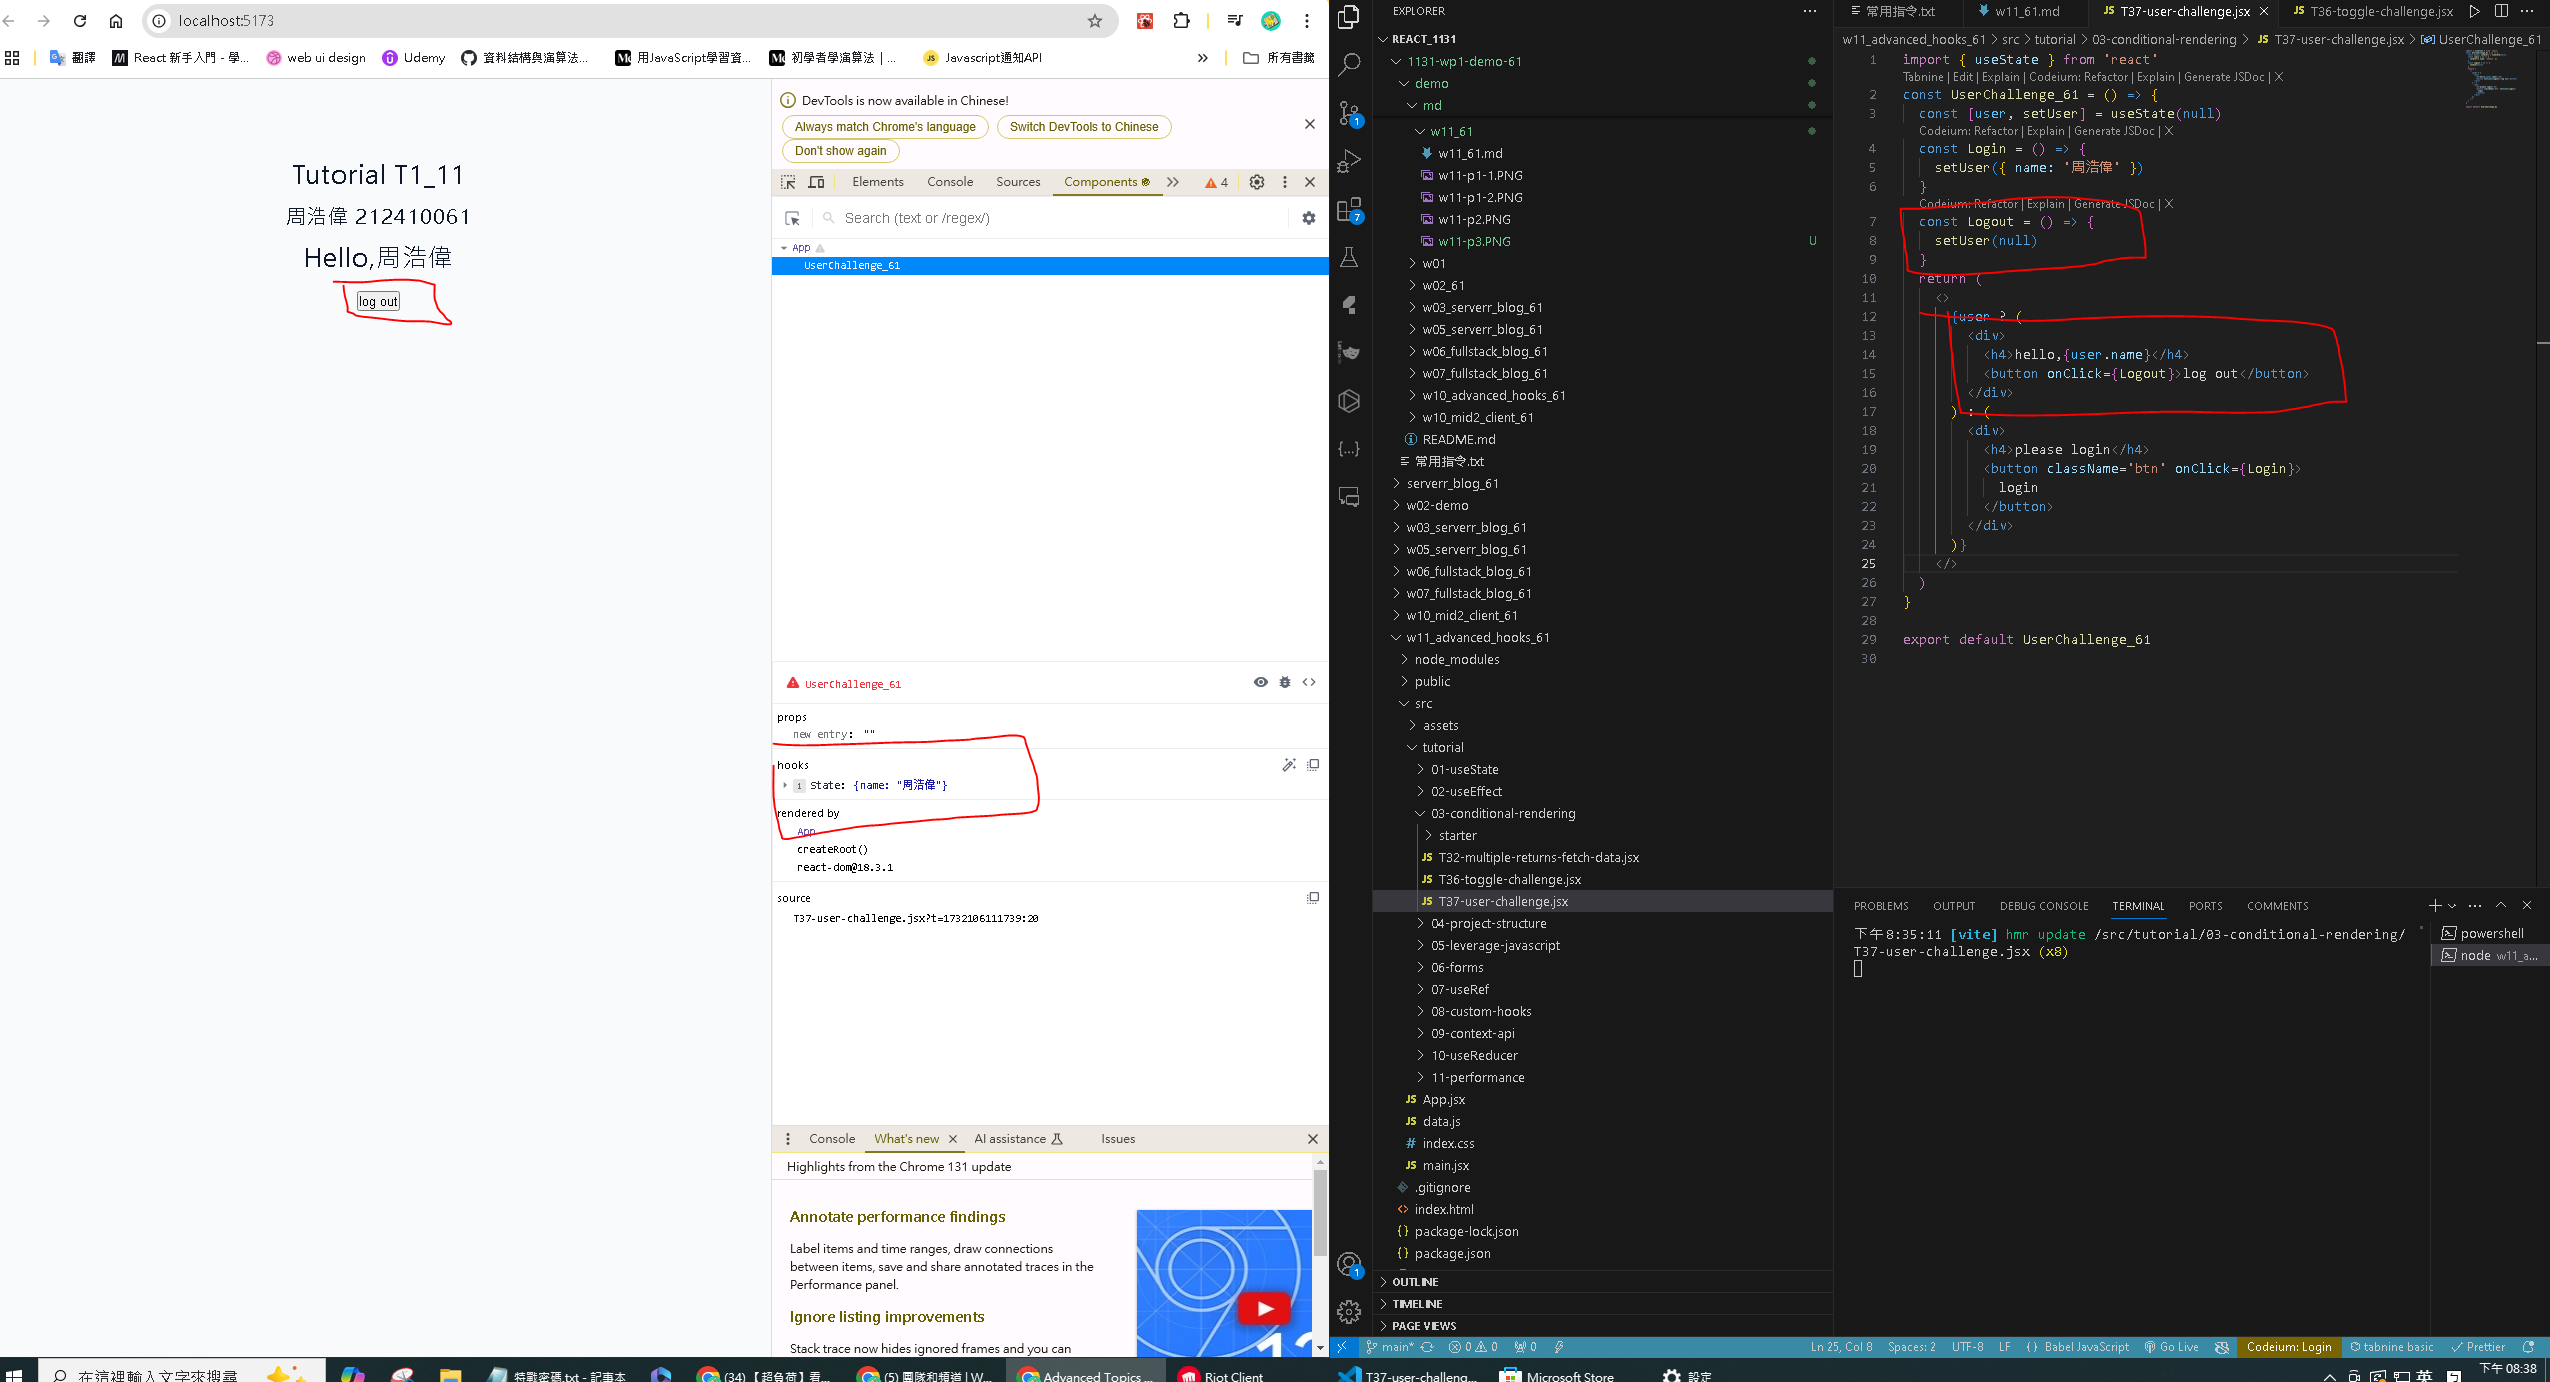 localhost:5173
翻譯
React 新手入門 - 學...
web ui design
Udemy
資料結構與演算法...
用JavaScript學習資...
初學者學演算法 | ...
Javascript通知API
所有書籤
Tutorial T1_11
周浩偉 212410061
Hello,周浩偉
log out
DevTools is now available in Chinese!
Always match Chrome's language
Switch DevTools to Chinese
Don't show again
Elements
Console
Sources
Components
4
Search (text or /regex/)
App
UserChallenge_61
UserChallenge_61
props
new entry: ""
hooks
1 State: {name: "周浩偉"}
rendered by
App
createRoot()
react-dom@18.3.1
source
T37-user-challenge.jsx?t=1732106111739:20
Console
What's new
AI assistance
Issues
Highlights from the Chrome 131 update
Annotate performance findings
Label items and time ranges, draw connections
between items, save and share annotated traces in the
Performance panel.
Ignore listing improvements
Stack trace now hides ignored frames and you can
EXPLORER
REACT_1131
1131-wp1-demo-61
demo
md
w11_61
w11_61.md
w11-p1-1.PNG
w11-p1-2.PNG
w11-p2.PNG
w11-p3.PNG U
w01
w02_61
w03_serverr_blog_61
w05_serverr_blog_61
w06_fullstack_blog_61
w07_fullstack_blog_61
w10_advanced_hooks_61
w10_mid2_client_61
README.md
常用指令.txt
serverr_blog_61
w02-demo
w03_serverr_blog_61
w05_serverr_blog_61
w06_fullstack_blog_61
w07_fullstack_blog_61
w10_mid2_client_61
w11_advanced_hooks_61
node_modules
public
src
assets
tutorial
01-useState
02-useEffect
03-conditional-rendering
starter
T32-multiple-returns-fetch-data.jsx
T36-toggle-challenge.jsx
T37-user-challenge.jsx
04-project-structure
05-leverage-javascript
06-forms
07-useRef
08-custom-hooks
09-context-api
10-useReducer
11-performance
App.jsx
data.js
index.css
main.jsx
.gitignore
index.html
package-lock.json
package.json
OUTLINE
TIMELINE
PAGE VIEWS
常用指令.txt
w11_61.md
T37-user-challenge.jsx
T36-toggle-challenge.jsx
w11_advanced_hooks_61 > src > tutorial > 03-conditional-rendering > T37-user-challenge.jsx > UserChallenge_61
1 import { useState } from 'react'
Tabnine | Edit | Explain | Codeium: Refactor | Explain | Generate JSDoc | X
2 const UserChallenge_61 = () => {
3 const [user, setUser] = useState(null)
Codeium: Refactor | Explain | Generate JSDoc | X
4 const Login = () => {
5 setUser({ name: '周浩偉' })
6 }
Codeium: Refactor | Explain | Generate JSDoc | X
7 const Logout = () => {
8 setUser(null)
9 }
10 return (
11 <>
12 {user ? (
13 <div>
14 <h4>hello,{user.name}</h4>
15 <button onClick={Logout}>log out</button>
16 </div>
17 ) : (
18 <div>
19 <h4>please login</h4>
20 <button className="btn" onClick={Login}>
21 login
22 </button>
23 </div>
24 )}
25 </>
26 )
27 }
28
29 export default UserChallenge_61
30
PROBLEMS
OUTPUT
DEBUG CONSOLE
TERMINAL
PORTS
COMMENTS
下午8:35:11 [vite] hmr update /src/tutorial/03-conditional-rendering/
T37-user-challenge.jsx (x8)
powershell
node w11_a...
main*
0 0
0
Ln 25, Col 8
Spaces: 2
UTF-8
LF
{ } Babel JavaScript
Go Live
Codeium: Login
tabnine basic
Prettier
在這裡輸入文字來搜尋
特戰密碼.txt - 記事本
(34) 【超負荷】看...
(5) 團隊和頻道 | W...
Advanced Topics ...
Riot Client
T37-user-challeng...
Microsoft Store
設定
英
下午 08:38